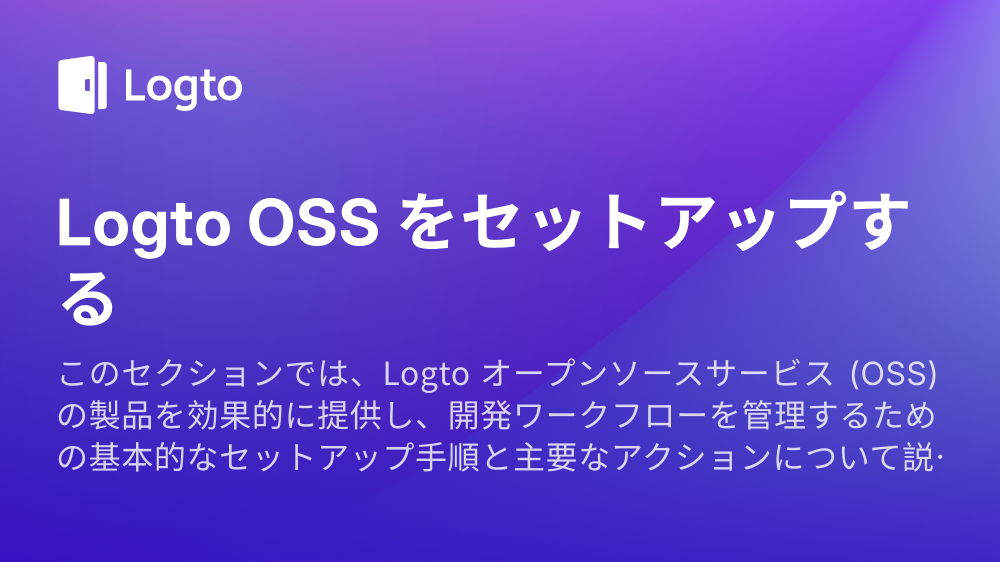 Logto
Logto OSS をセットアップす
る
このセクションでは、Logto オープンソースサービス (OSS)
の製品を効果的に提供し、開発ワークフローを管理するため
の基本的なセットアップ手順と主要なアクションについて説·